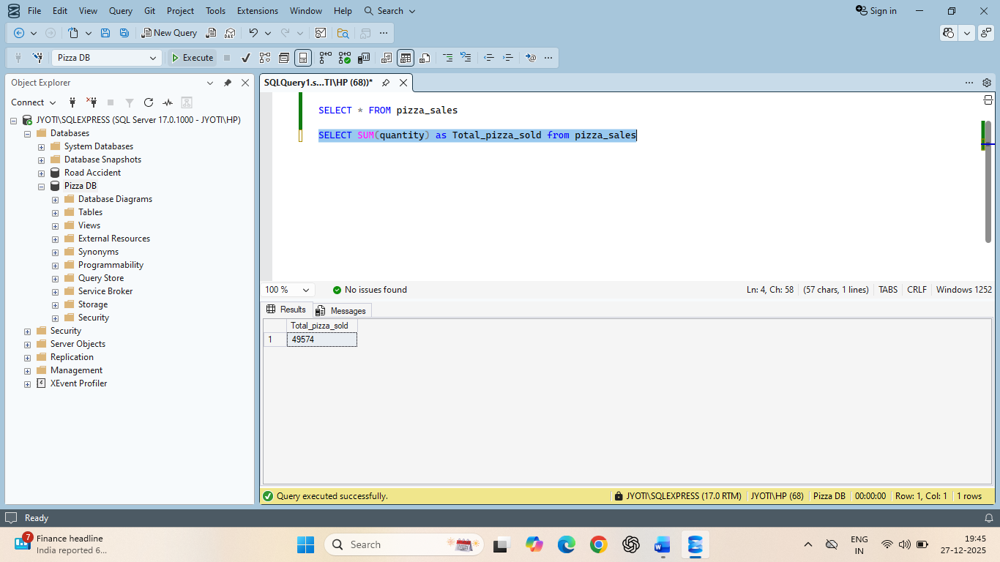 File Edit View Query Git Project Tools Extensions Window Help Search Sign in
New Query DAX
Pizza DB Execute
Object Explorer
Connect
JYOTI\SQLEXPRESS (SQL Server 17.0.1000 - JYOTI\HP)
Databases
System Databases
Database Snapshots
Road Accident
Pizza DB
Database Diagrams
Tables
Views
External Resources
Synonyms
Programmability
Query Store
Service Broker
Storage
Security
Security
Server Objects
Replication
Management
XEvent Profiler
SQLQuery1.s...TI\HP (68))*
SELECT * FROM pizza_sales
SELECT SUM(quantity) as Total_pizza_sold from pizza_sales
100 % No issues found Ln: 4, Ch: 58 (57 chars, 1 lines) TABS CRLF Windows 1252
Results Messages
Total_pizza_sold
1 49574
Query executed successfully. JYOTI\SQLEXPRESS (17.0 RTM) JYOTI\HP (68) Pizza DB 00:00:00 Row: 1, Col: 1 1 rows
Ready
7 Finance headline
India reported 6...
Search
ENG
IN
19:45
27-12-2025